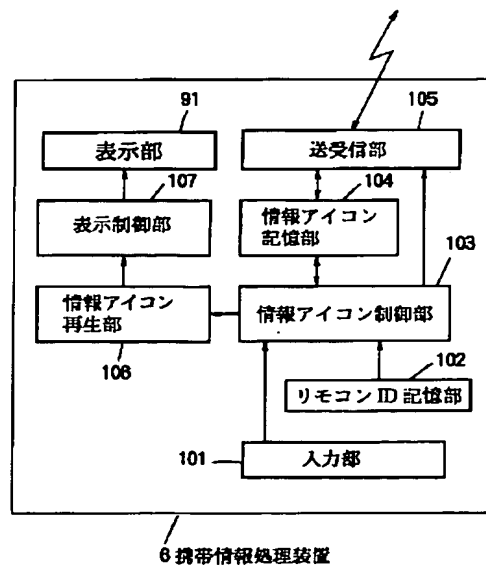 91
105
表示部
送受信部
107
104
表示制御部
情報アイコン
記憶部
103
情報アイコン
再生部
情報アイコン制御部
106
102
リモコン ID 記憶部
101
入力部
6 携帯情報処理装置